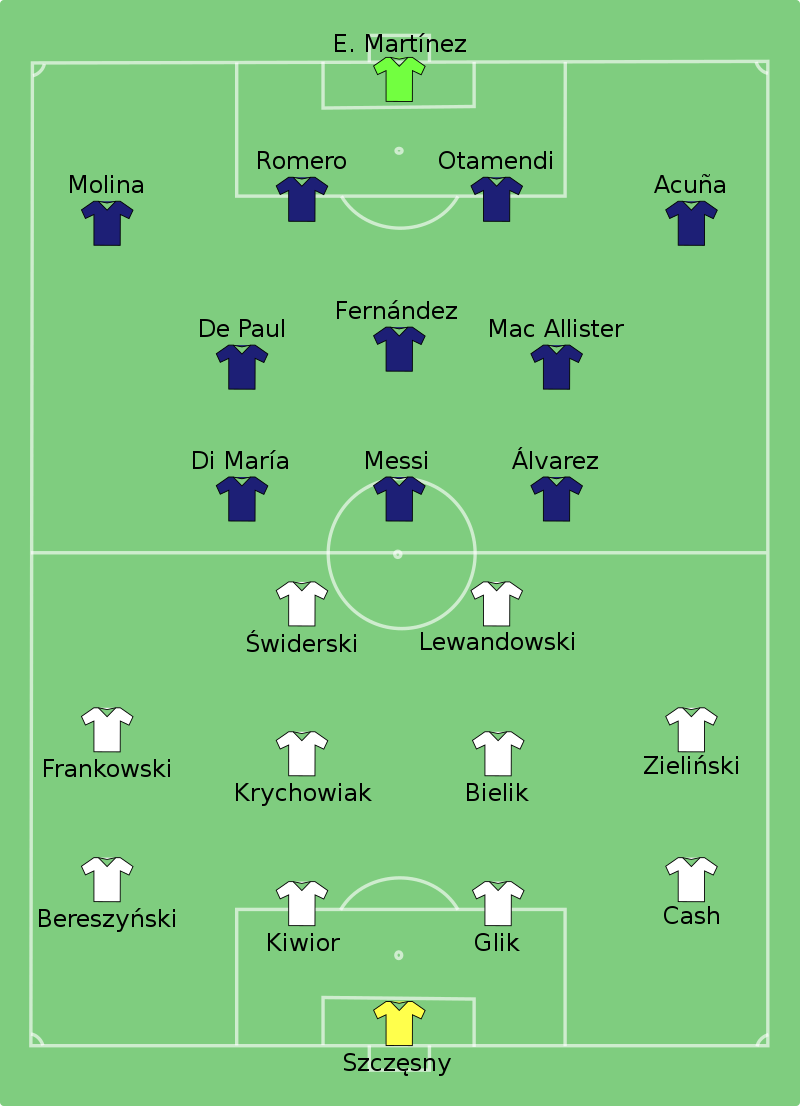 E. Martínez
Romero
Otamendi
Molina
Acuña
Fernández
De Paul
Mac Allister
Di María
Messi
Álvarez
Świderski
Lewandowski
Frankowski
Zieliński
Krychowiak
Bielik
Bereszyński
Cash
Kiwior
Glik
Szczęsny